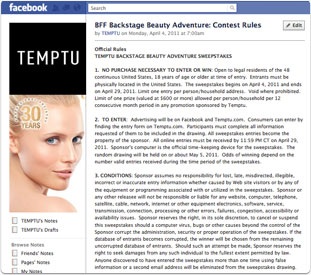 facebook
Search
TEMPTU
30
YEARS
TEMPTU's Notes
TEMPTU's Drafts
Browse Notes
Friends' Notes
Pages' Notes
My Notes
BFF Backstage Beauty Adventure: Contest Rules
Edit
by TEMPTU on Monday, April 4, 2011 at 7:03am
Official Rules
TEMPTU BACKSTAGE BEAUTY ADVENTURE SWEEPSTAKES
1. NO PURCHASE NECESSARY TO ENTER OR WIN: Open to legal residents of the 48
continuous United States, 18 years of age or older at time of entry. Entrants must be
physically located in the United States. The sweepstakes begins on April 4, 2011 and ends
on April 29, 2011. Limit one entry per person/household address. Void where prohibited.
Limit of one prize (valued at $600 or more) allowed per person/household per 12
consecutive month period in any promotion sponsored by Temptu.
2. TO ENTER: Advertising will be on Facebook and Temptu.com. Consumers can enter by
finding the entry form on Temptu.com. Participants must complete all information
requested of them to be included in the drawing. All sweepstakes entries become the
property of the sponsor. All online entries must be received by 11:59 PM CT on April 29,
2011. Sponsor's computer is the official time-keeping device for the sweepstakes. The
random drawing will be held on or about May 5, 2011. Odds of winning depend on the
number valid entries received during the time period of the sweepstakes.
3. CONDITIONS: Sponsor assumes no responsibility for lost, late, misdirected, illegible,
incorrect or inaccurate entry information whether caused by Web site visitors or by any of
the equipment or programming associated with or utilized in the sweepstakes. Sponsor or
any other releasee will not be responsible or liable for any website, computer, telephone,
satellite, cable, network, internet or other equipment electronics, software, service,
transmission, connection, processing or other errors, failures, congestion, accessibility or
availability issues. Sponsor reserves the right, in its sole discretion, to cancel or suspend
this sweepstakes should a computer virus, bugs or other causes beyond the control of the
Sponsor corrupt the administration, security or proper operation of the sweepstakes. If the
database of entrants becomes corrupted, the winner will be chosen from the remaining
uncorrupted database of entrants. Should such an attempt be made, Sponsor reserves the
right to seek damages from any such individual to the fullest extent permitted by law.
Anyone discovered to have entered the sweepstakes more than one time using false
information or a second email address will be eliminated from the sweepstakes drawing.